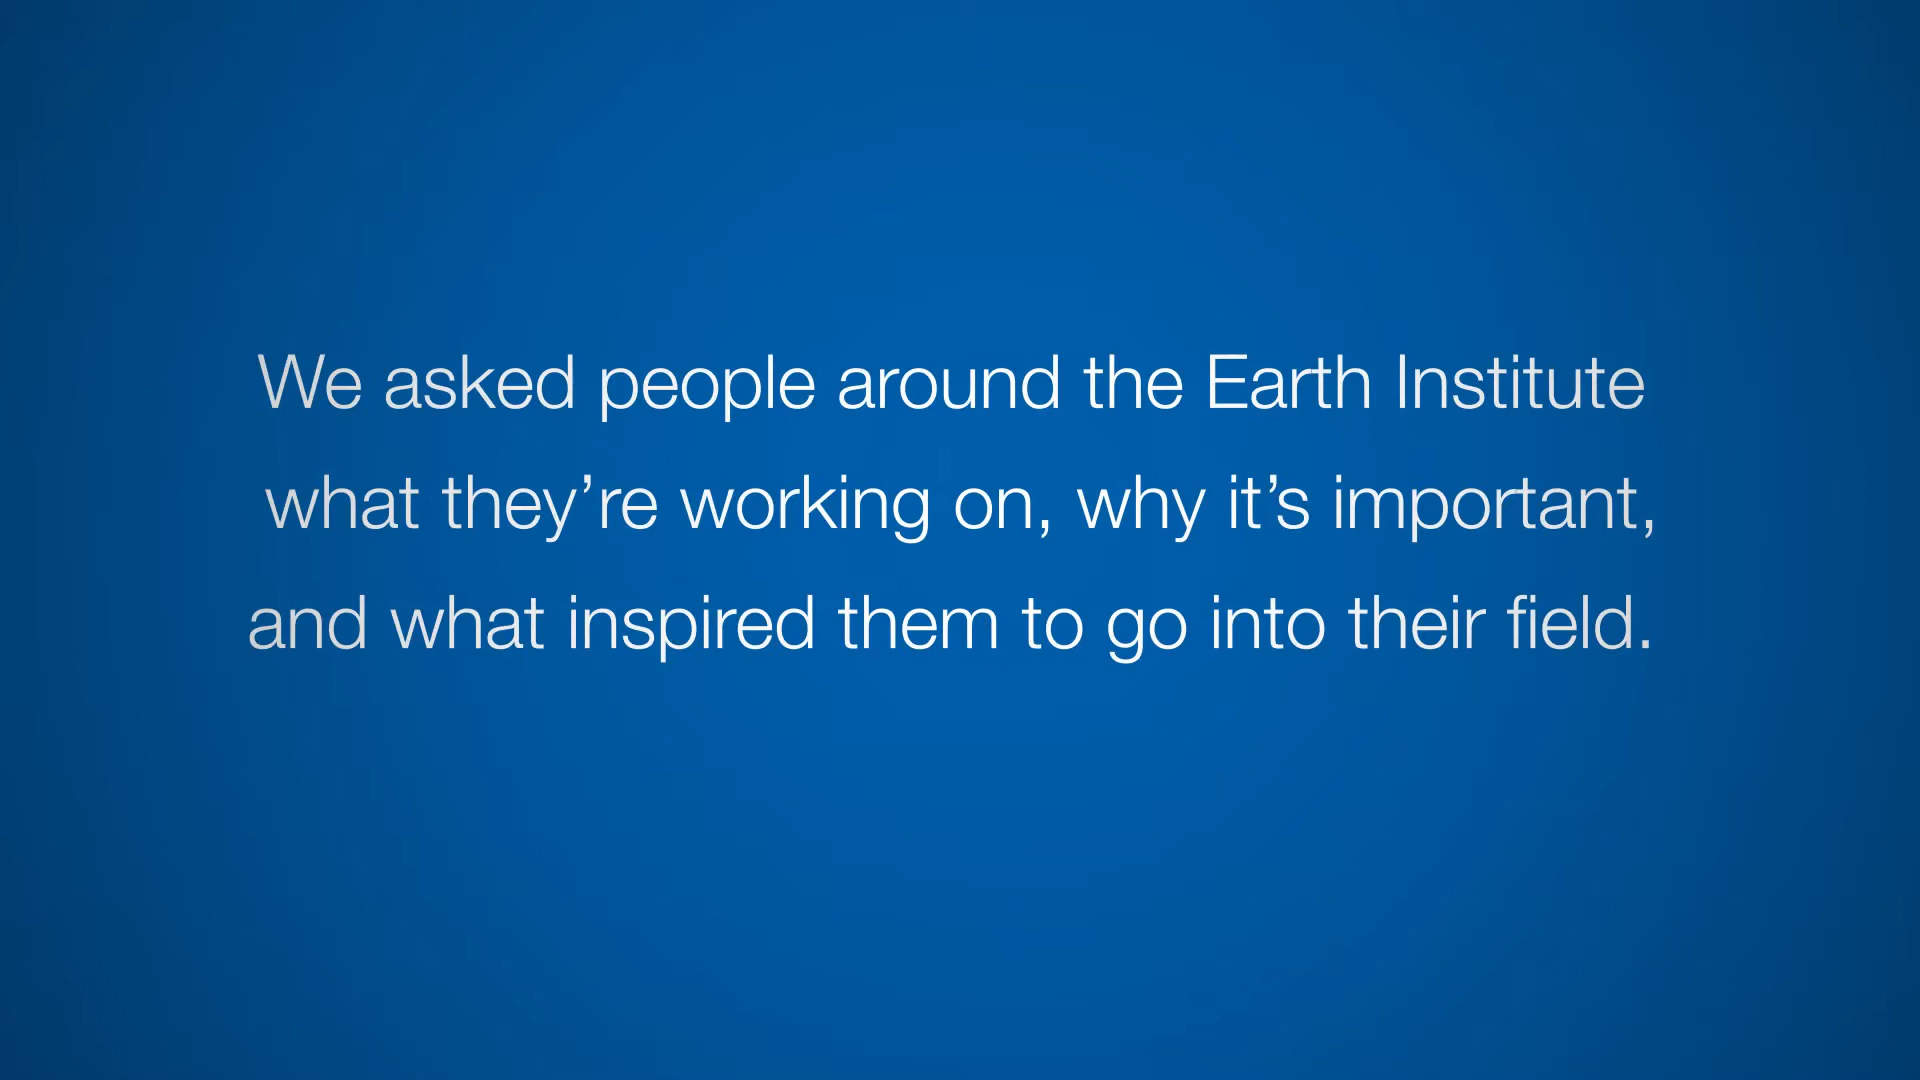 We asked people around the Earth Institute
what they’re working on, why it’s important,
and what inspired them to go into their field.